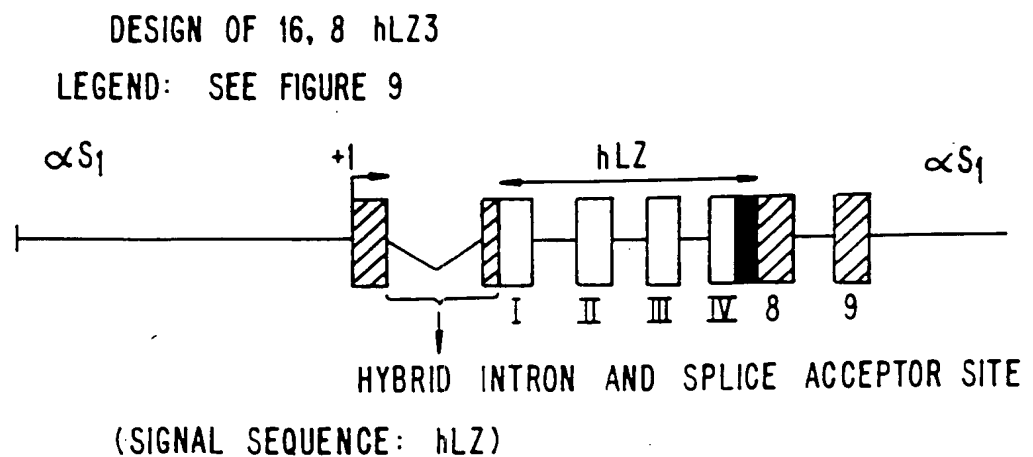 DESIGN OF 16, 8 hLZ3
LEGEND: SEE FIGURE 9
αS1 +1 hLZ αS1
I II III IV 8 9
HYBRID INTRON AND SPLICE ACCEPTOR SITE
(SIGNAL SEQUENCE: hLZ)